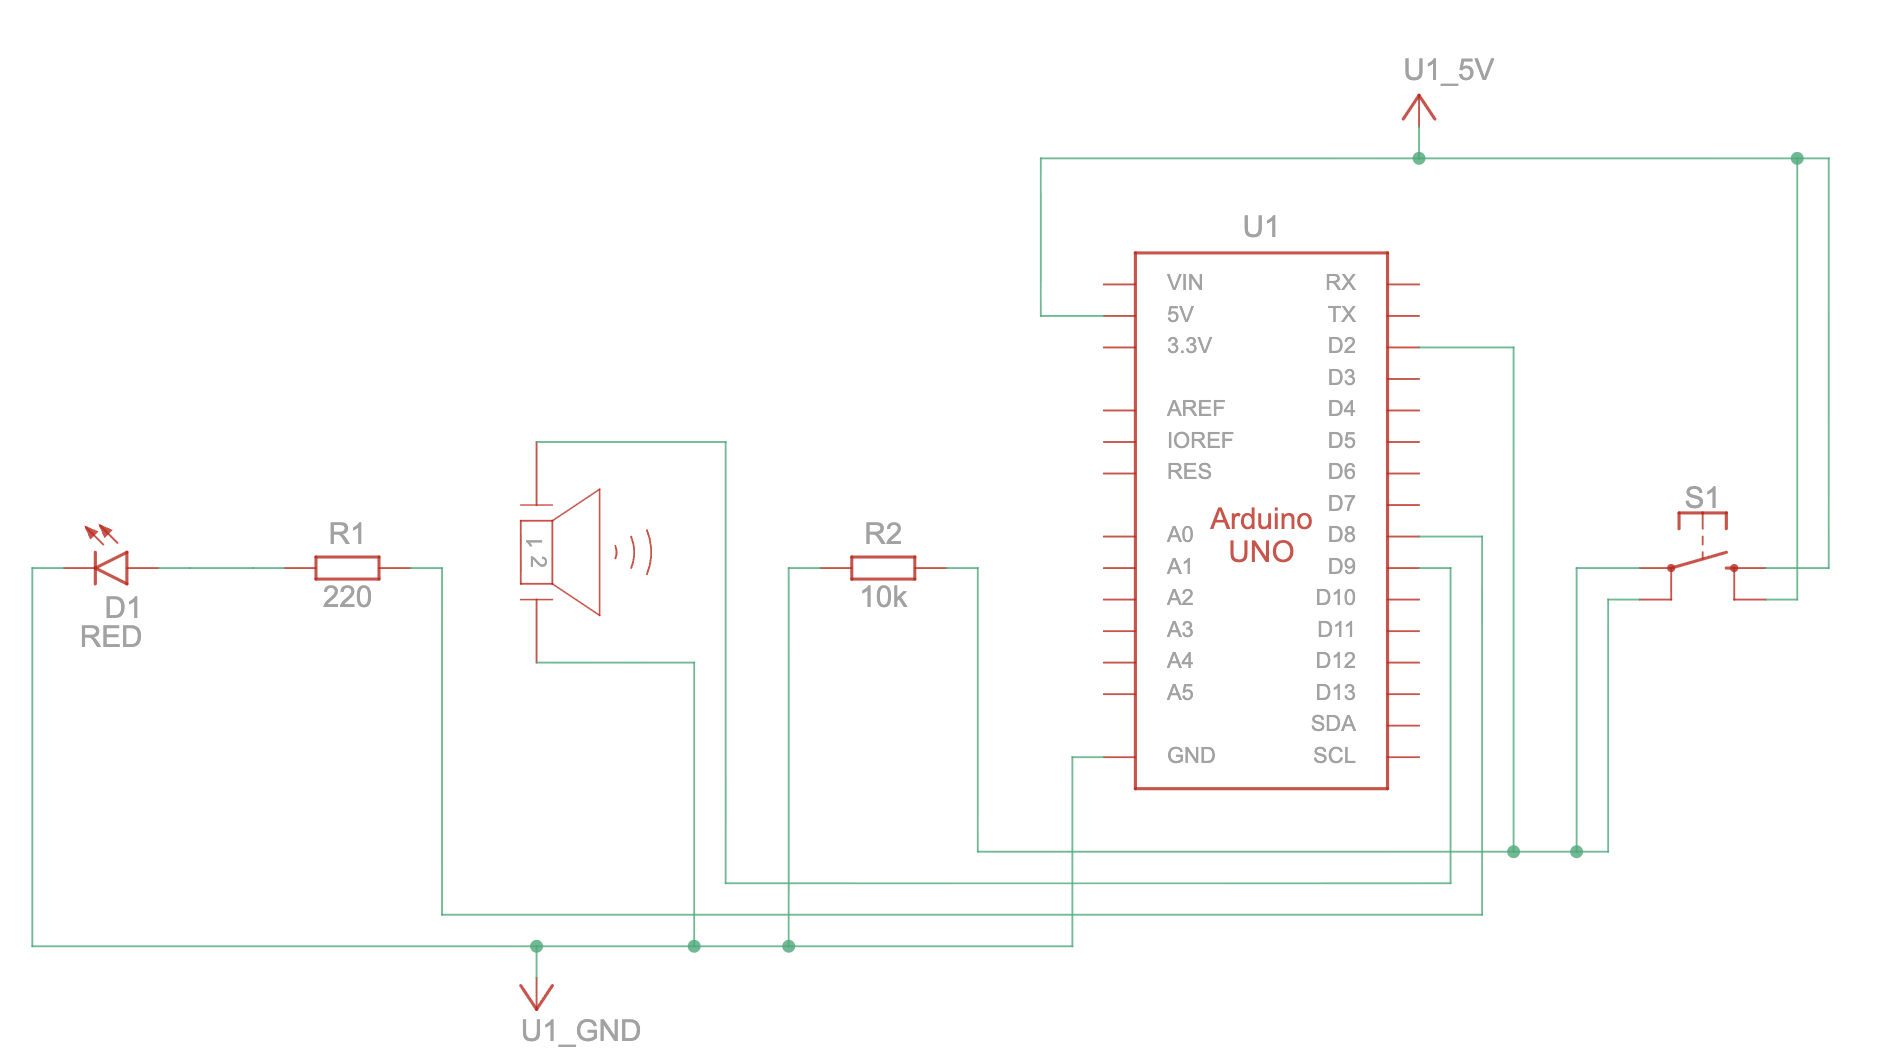 U1_5V
U1
VIN RX
5V TX
3.3V D2
D3
AREF D4
IOREF D5
RES D6
D7
A0 D8
A1 D9
A2 D10
A3 D11
A4 D12
A5 D13
SDA
GND SCL
Arduino
UNO
S1
R1
220
1
2
R2
10k
D1
RED
U1_GND